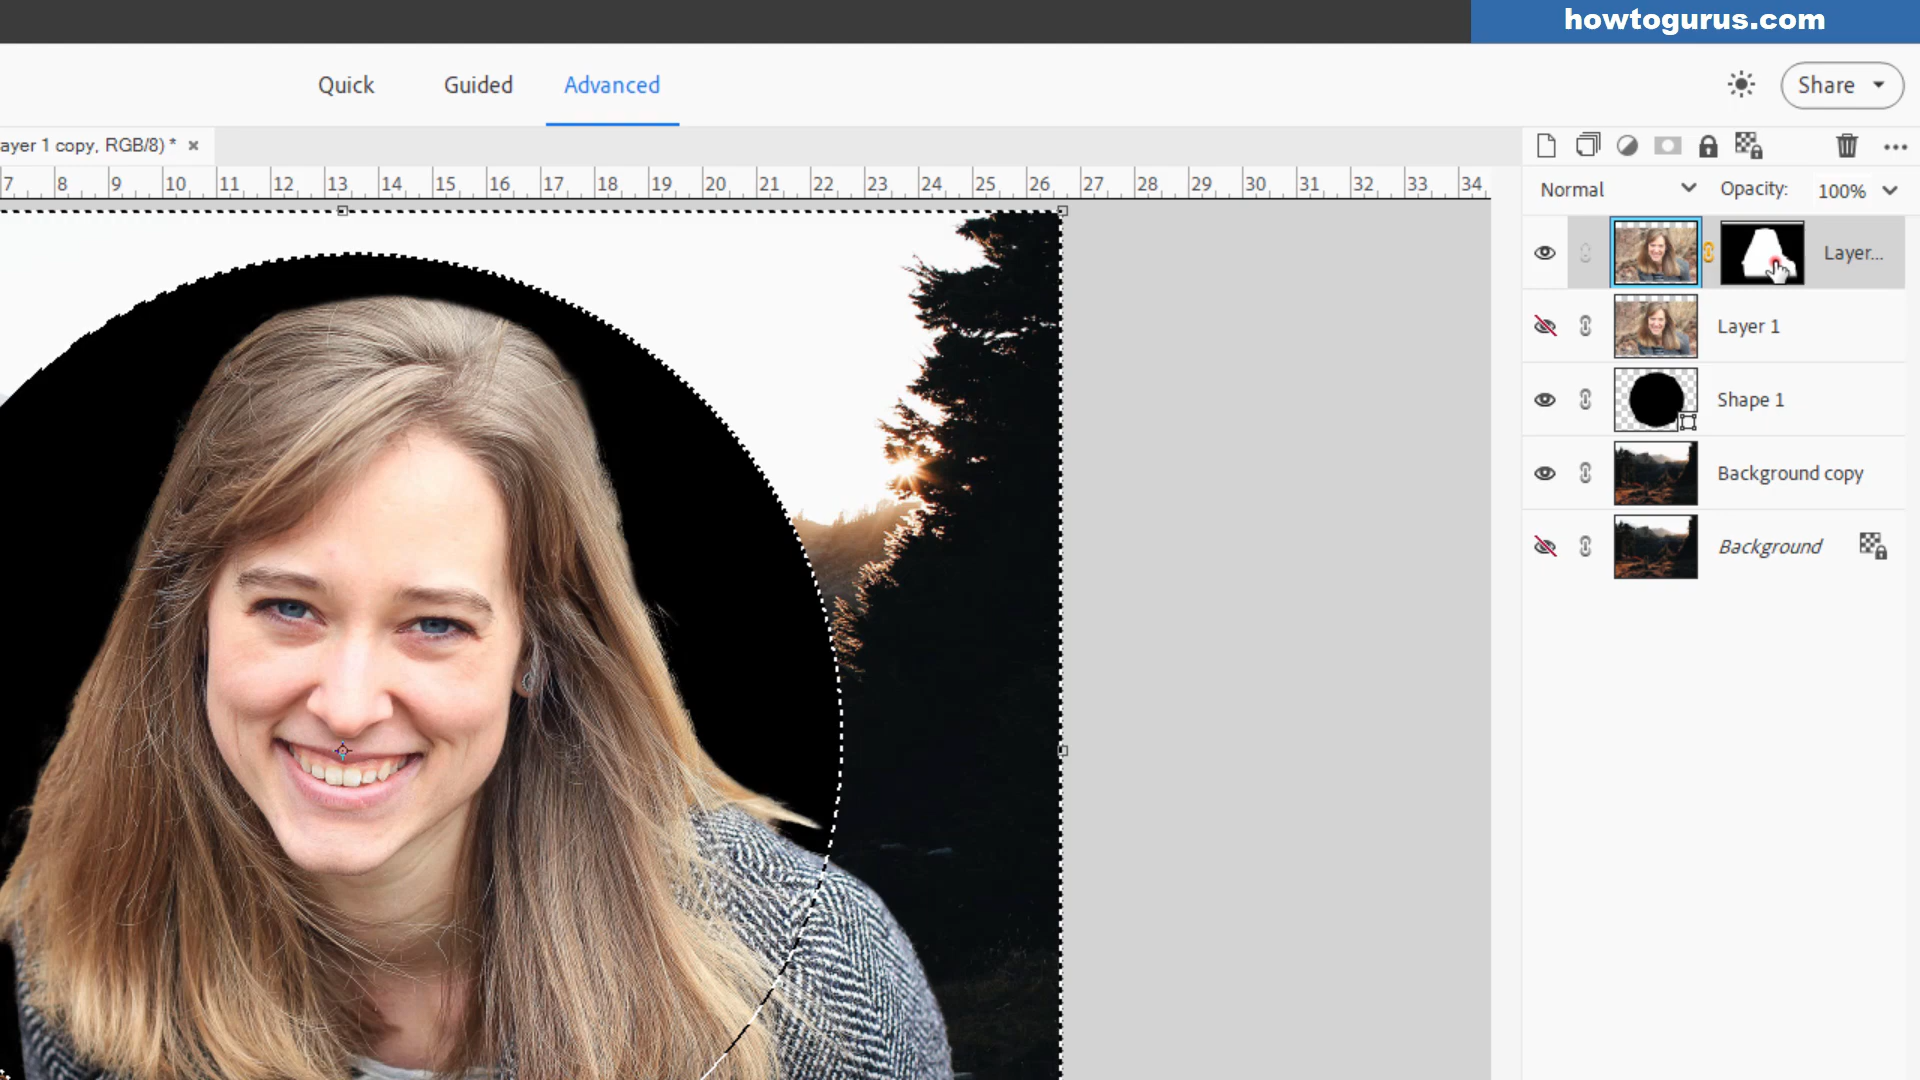 howtogurus.com
Quick Guided Advanced Share
ayer 1 copy, RGB/8) * ×
7 8 9 10 11 12 13 14 15 16 17 18 19 20 21 22 23 24 25 26 27 28 29 30 31 32 33 34
Normal Opacity: 100%
Layer...
Layer 1
Shape 1
Background copy
Background